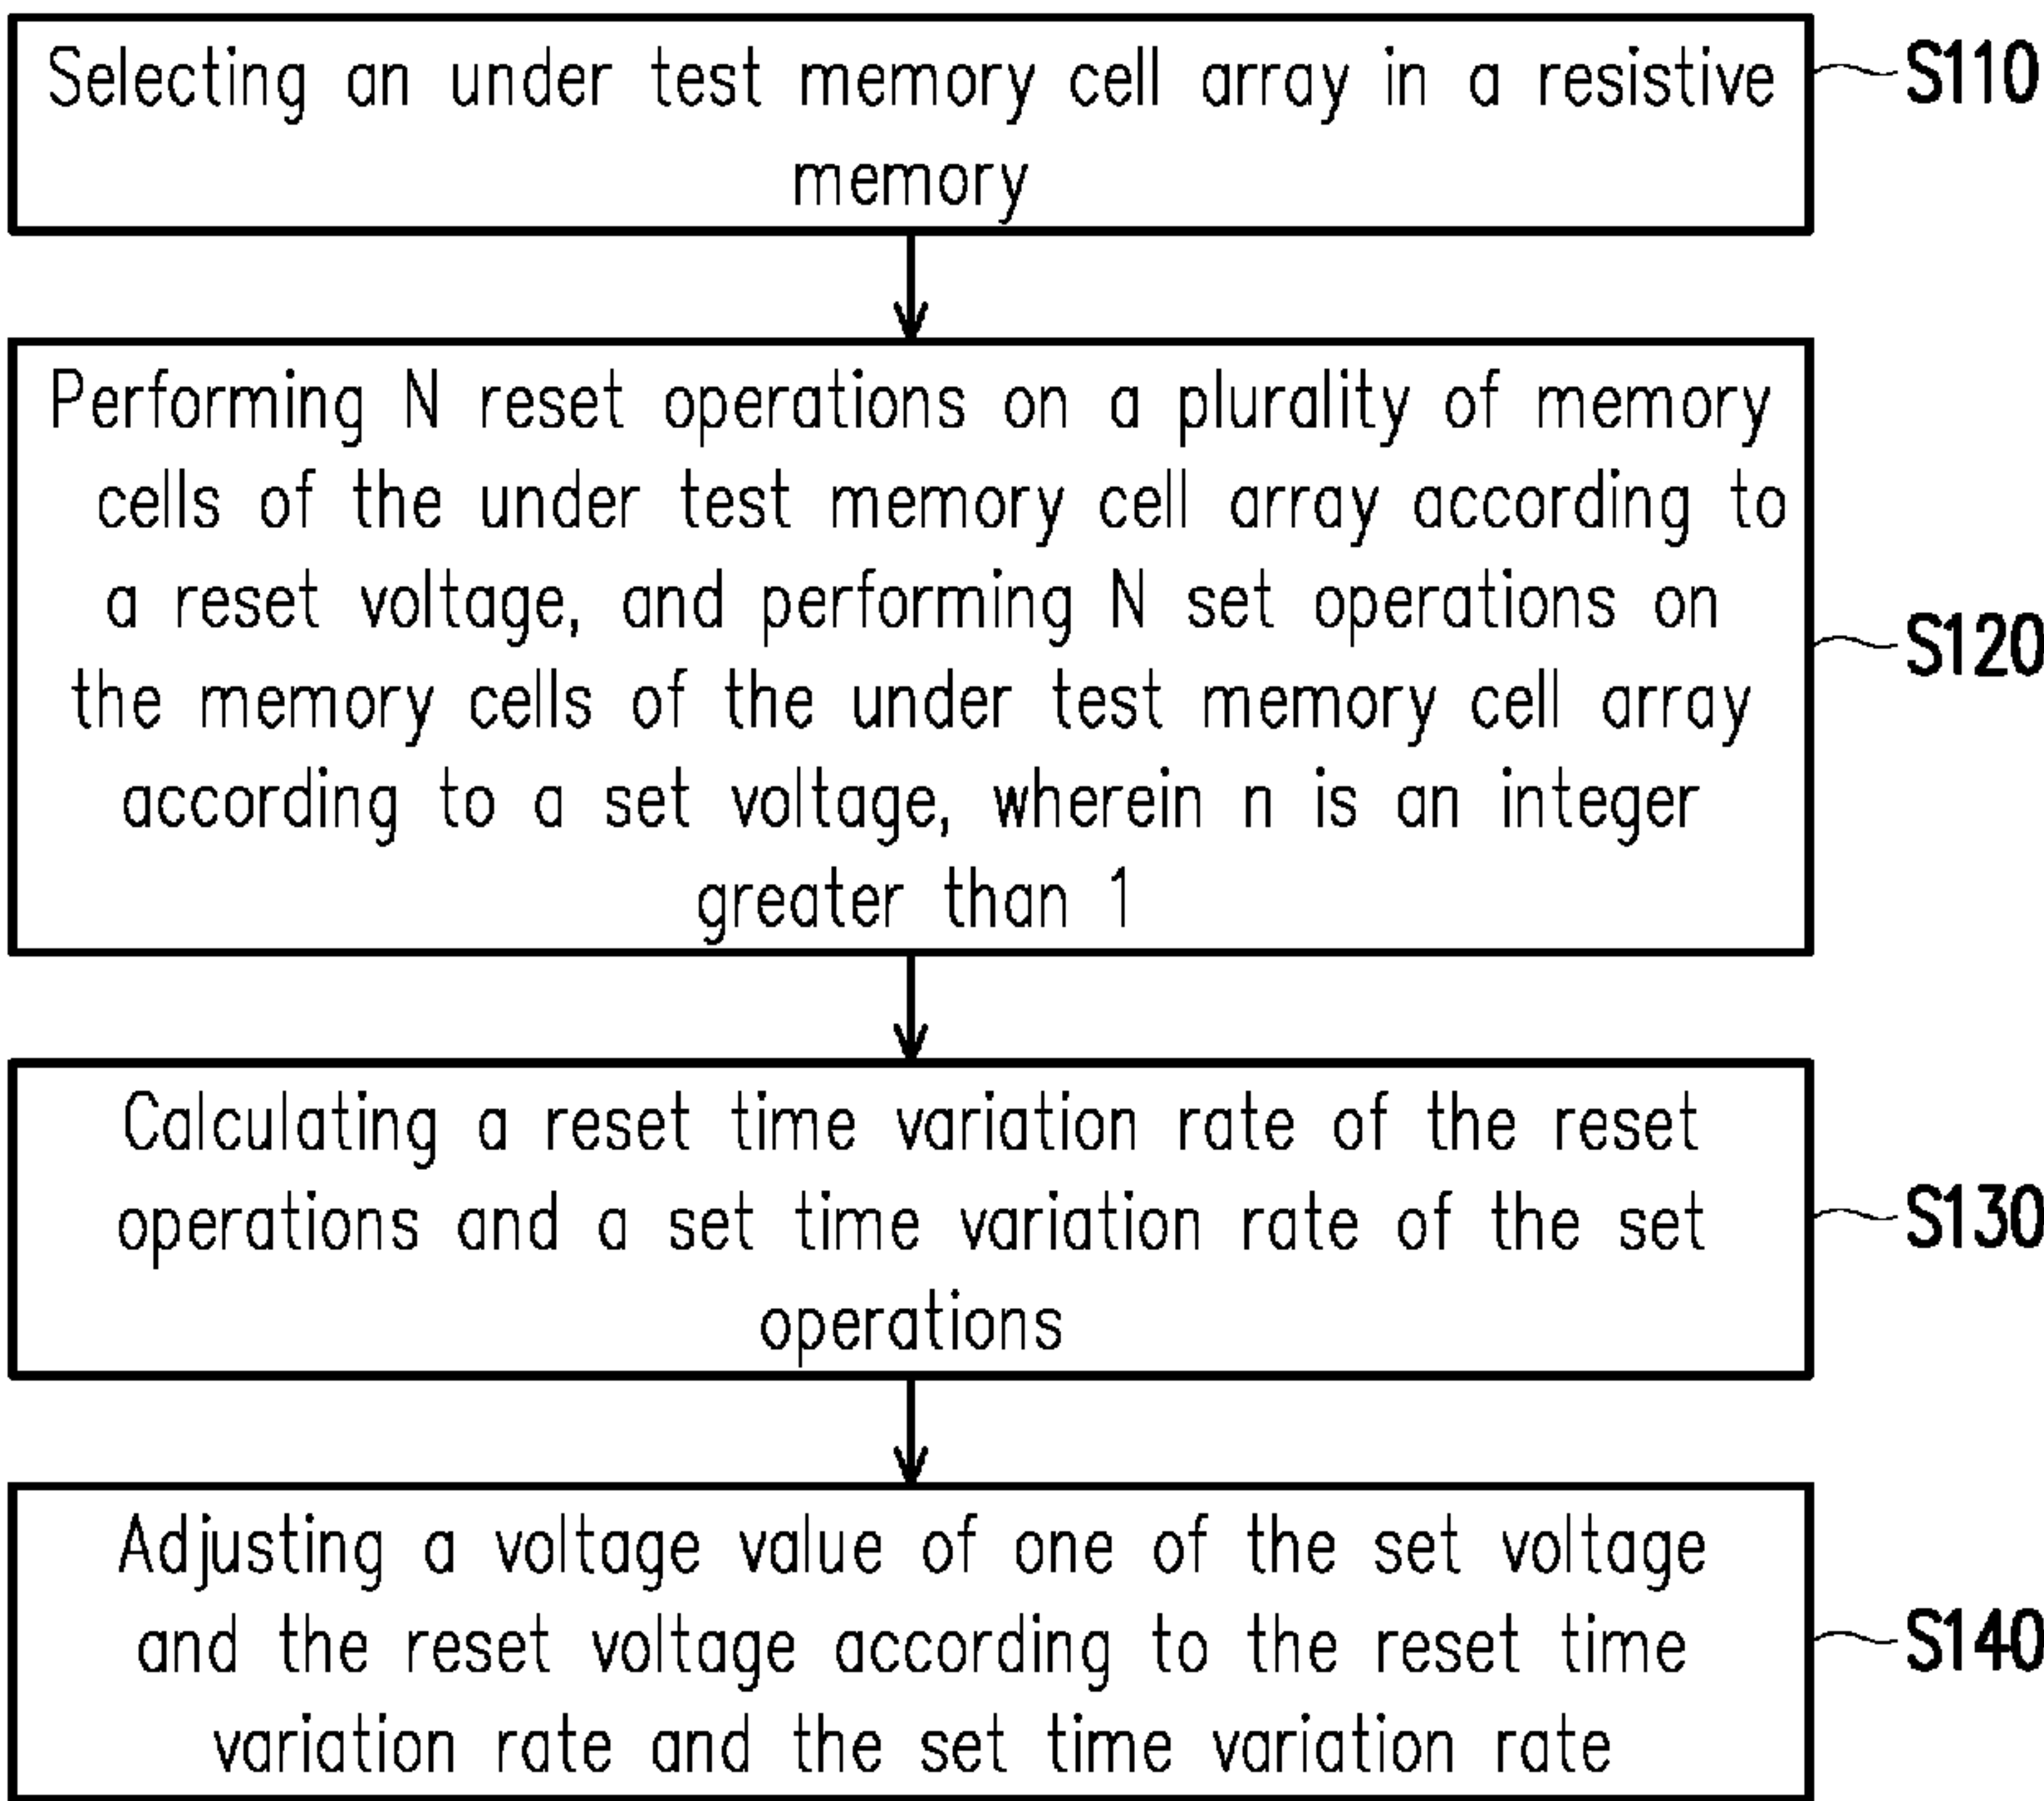 Selecting an under test memory cell array in a resistive
memory
S110
Performing N reset operations on a plurality of memory
cells of the under test memory cell array according to
a reset voltage, and performing N set operations on
the memory cells of the under test memory cell array
according to a set voltage, wherein n is an integer
greater than 1
S120
Calculating a reset time variation rate of the reset
operations and a set time variation rate of the set
operations
S130
Adjusting a voltage value of one of the set voltage
and the reset voltage according to the reset time
variation rate and the set time variation rate
S140